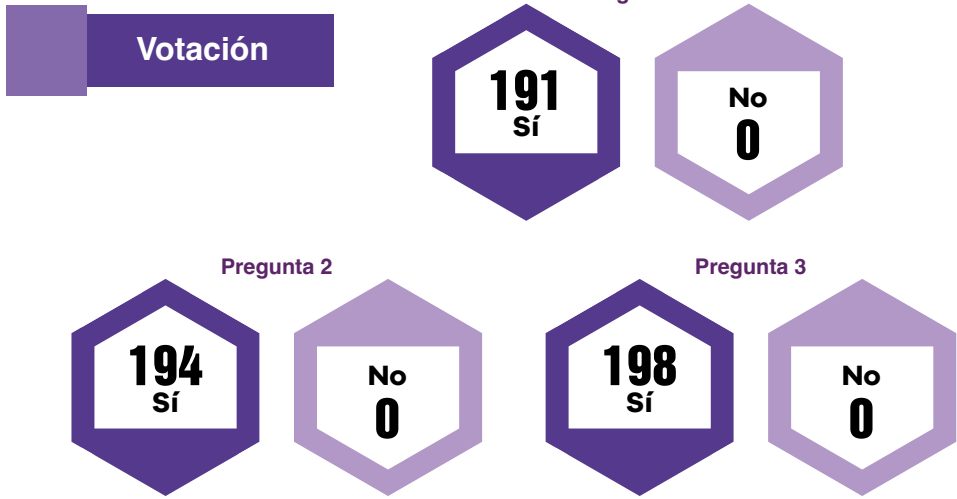 Votación
191
Sí
No
0
Pregunta 2
Pregunta 3
194
Sí
No
0
198
Sí
No
0